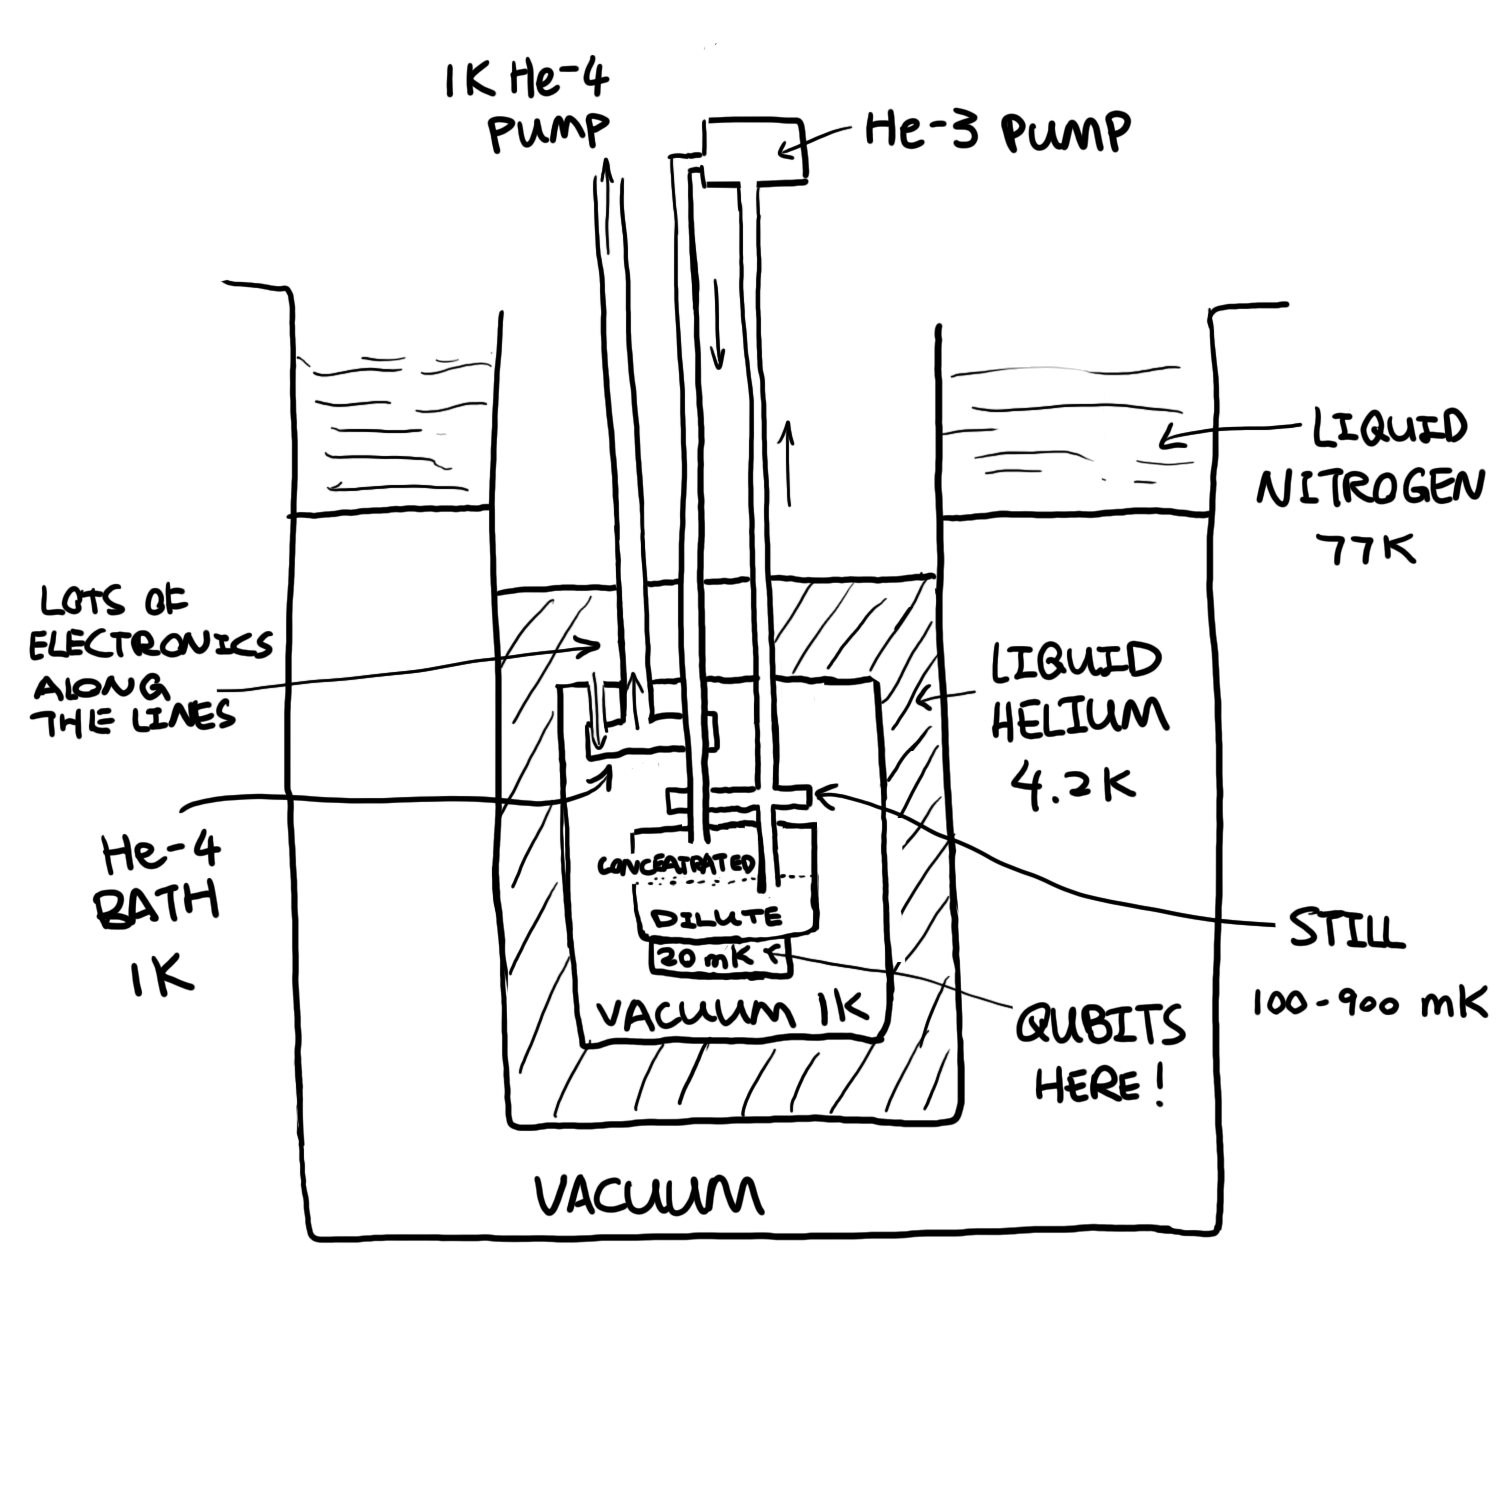 1K He-4
PUMP
He-3 PUMP
LIQUID
NITROGEN
77K
LOTS OF
ELECTRONICS
ALONG
THE LINES
LIQUID
HELIUM
4.2K
He-4
BATH
1K
CONCEATRATED
DILUTE
20 mK
VACUUM 1K
STILL
100-900 mK
QUBITS
HERE!
VACUUM